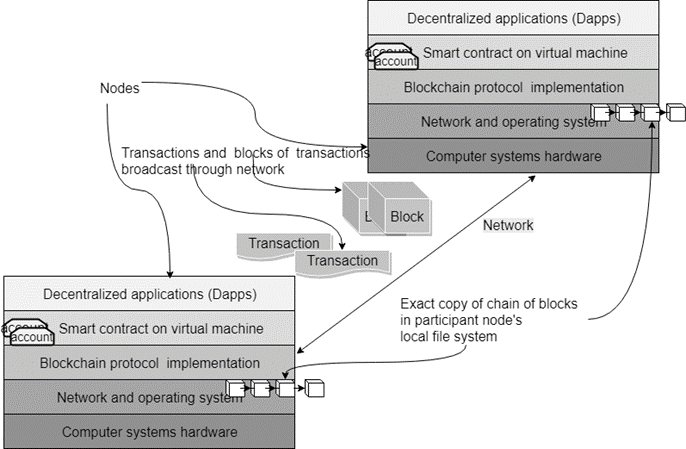 Decentralized applications (Dapps)
account
account
Smart contract on virtual machine
Blockchain protocol implementation
Network and operating system
Computer systems hardware
Nodes
Transactions and blocks of transactions
broadcast through network
Block
Transaction
Transaction
Network
Exact copy of chain of blocks
in participant node's
local file system
Decentralized applications (Dapps)
account
account
Smart contract on virtual machine
Blockchain protocol implementation
Network and operating system
Computer systems hardware